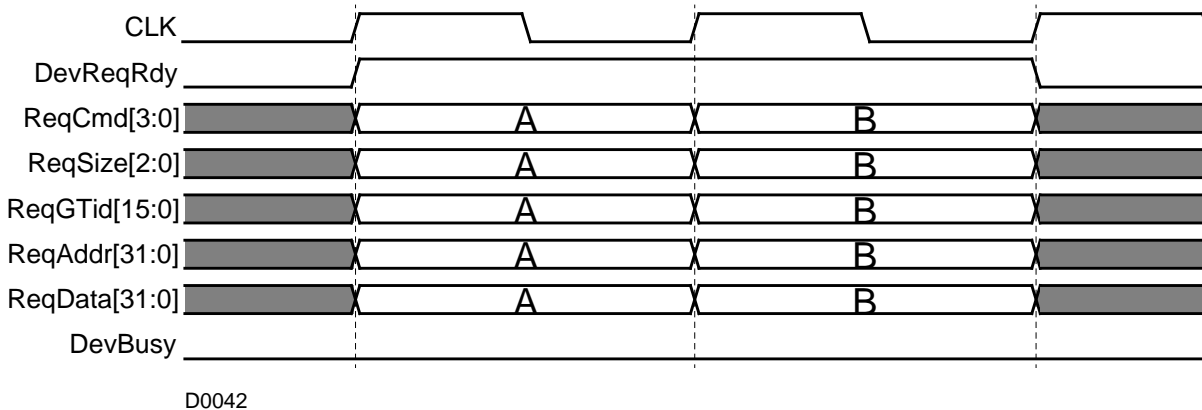 CLK
DevReqRdy
ReqCmd[3:0] A B
ReqSize[2:0] A B
ReqGTid[15:0] A B
ReqAddr[31:0] A B
ReqData[31:0] A B
DevBusy
D0042